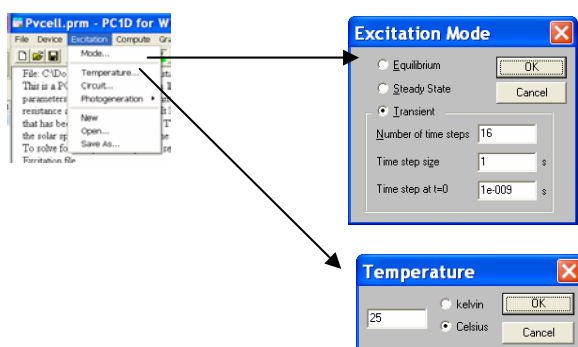 Pvcell.prm - PC1D for W
File Device Excitation Compute Gra
Mode...
Temperature...
Circuit...
Photogeneration
New
Open...
Save As...
File: C:\Do
This is a PC
parameters
resistance a
that has be
the solar sp
To solve fo
Excitation file
Excitation Mode
Equilibrium
OK
Steady State
Cancel
Transient
Number of time steps 16
Time step size 1 s
Time step at t=0 1e-009 s
Temperature
kelvin
OK
25
Celsius
Cancel